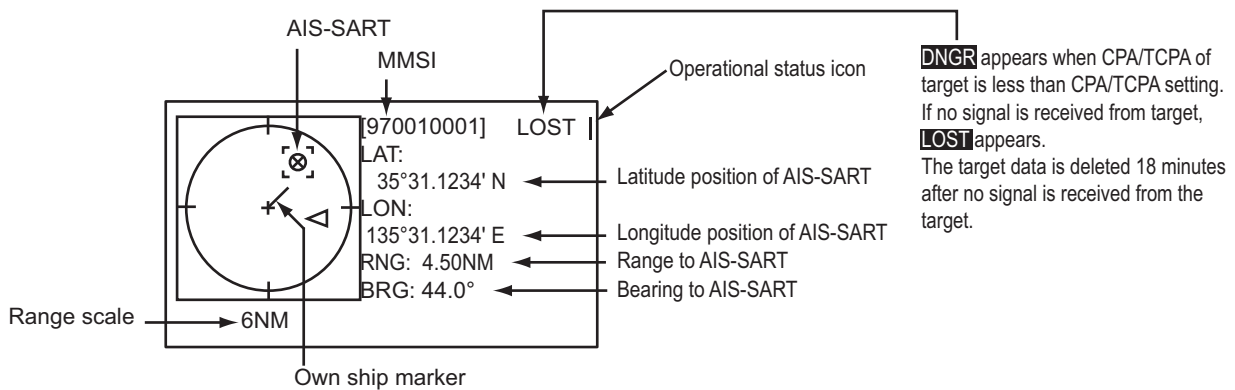 AIS-SART
MMSI
Operational status icon
[970010001] LOST
LAT:
35°31.1234' N
LON:
135°31.1234' E
RNG: 4.50NM
BRG: 44.0°
6NM
Latitude position of AIS-SART
Longitude position of AIS-SART
Range to AIS-SART
Bearing to AIS-SART
Range scale
Own ship marker
DNGR appears when CPA/TCPA of
target is less than CPA/TCPA setting.
If no signal is received from target,
LOST appears.
The target data is deleted 18 minutes
after no signal is received from the
target.